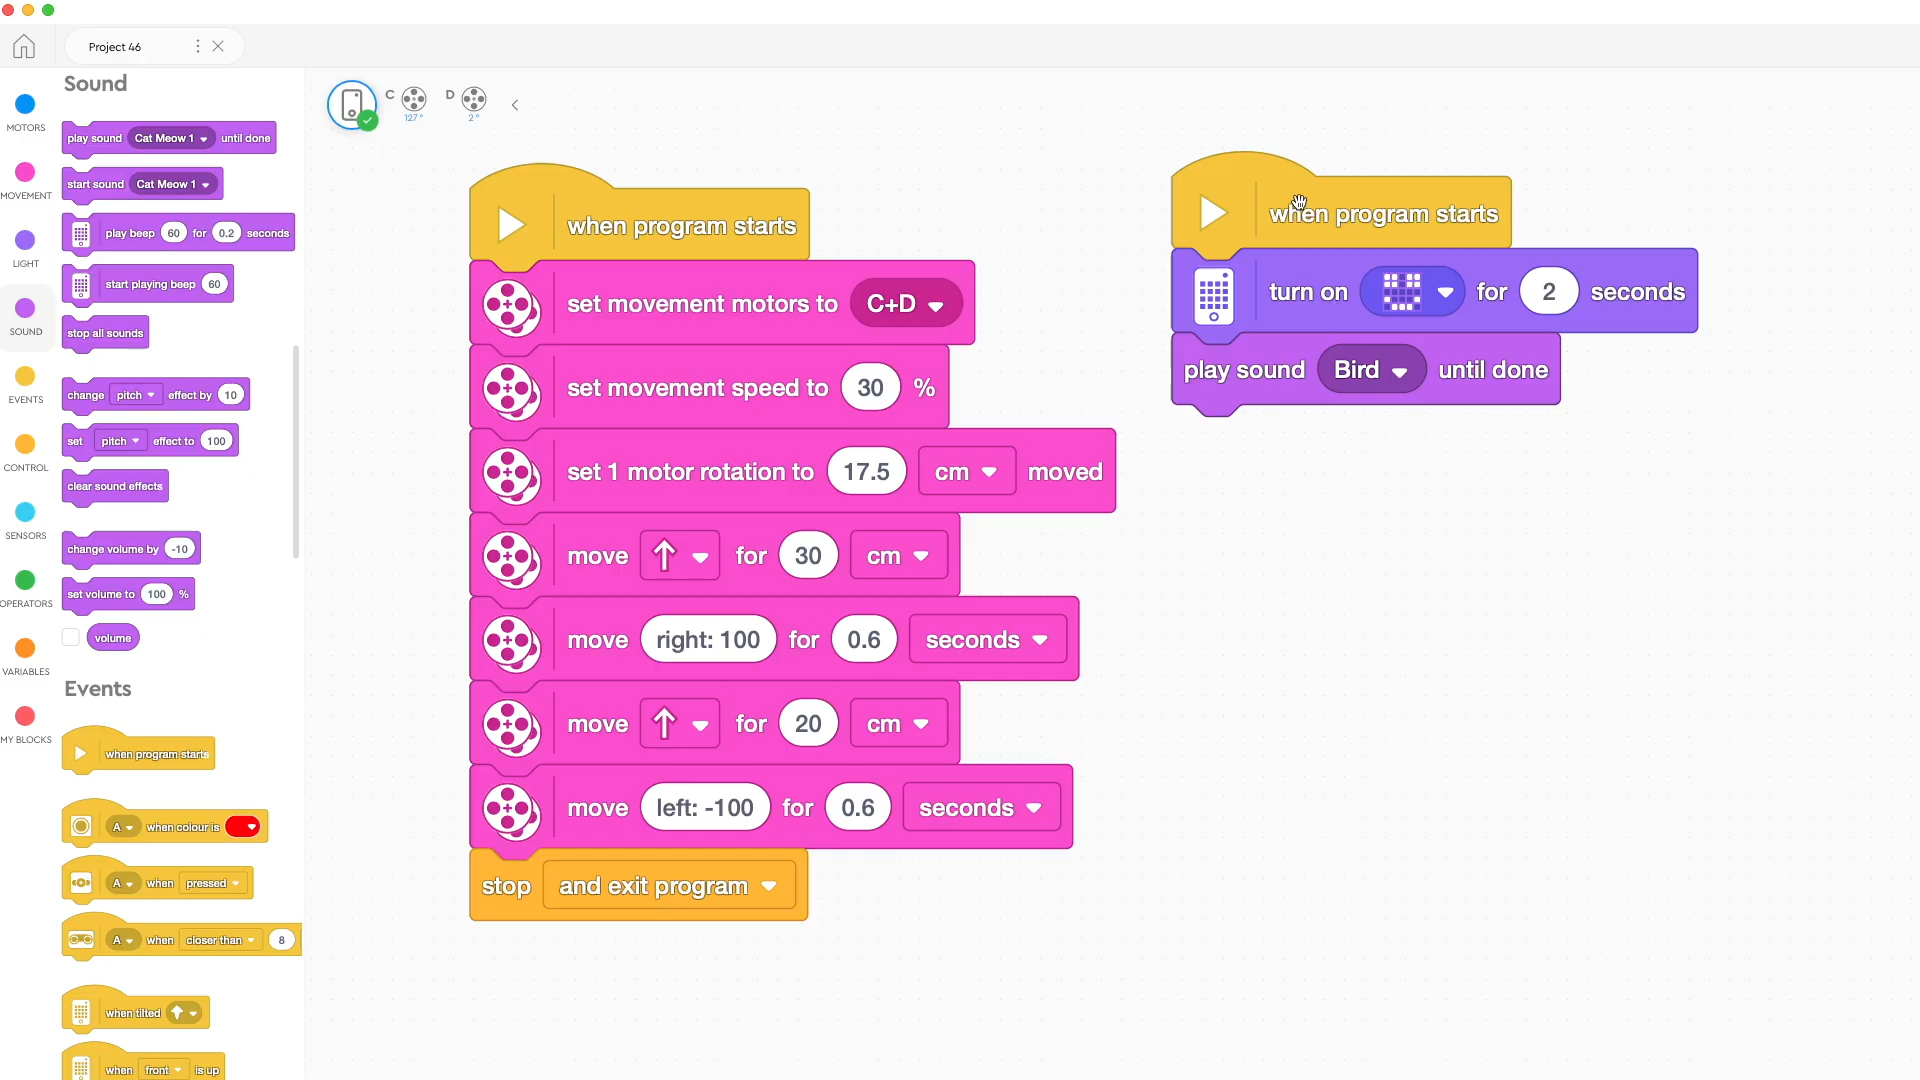 Project 46
MOTORS
MOVEMENT
LIGHT
SOUND
EVENTS
CONTROL
SENSORS
OPERATORS
VARIABLES
MY BLOCKS
Sound
play sound Cat Meow 1 until done
start sound Cat Meow 1
play beep 60 for 0.2 seconds
start playing beep 60
stop all sounds
change pitch effect by 10
set pitch effect to 100
clear sound effects
change volume by -10
set volume to 100 %
volume
Events
when program starts
A when colour is
A when pressed
A when closer than 8
when tilted
when front is up
C 127°
D 2°
when program starts
set movement motors to C+D
set movement speed to 30 %
set 1 motor rotation to 17.5 cm moved
move for 30 cm
move right: 100 for 0.6 seconds
move for 20 cm
move left: -100 for 0.6 seconds
stop and exit program
when program starts
turn on for 2 seconds
play sound Bird until done